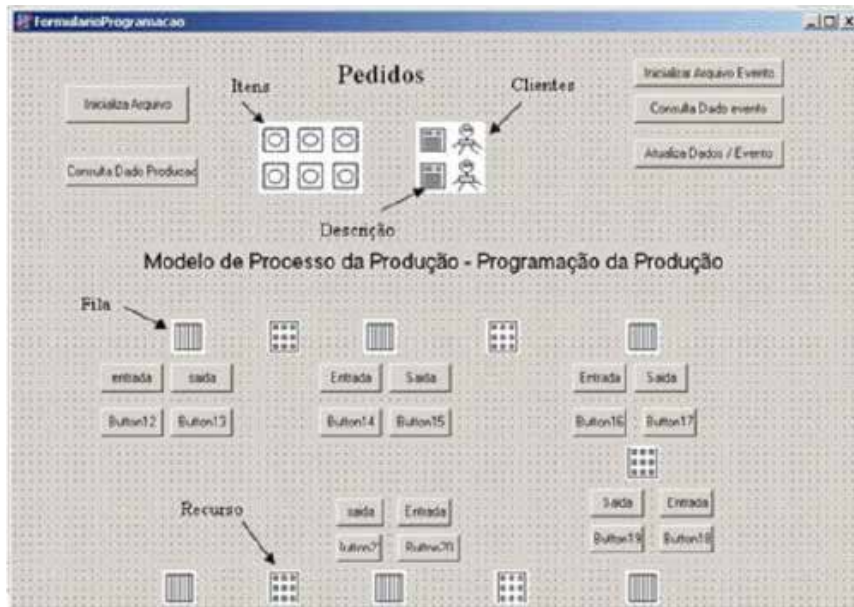 FormularioProgramacao
Pedidos
Itens
Clientes
Inicializa Arquivo
Inicializar Arquivo Evento
Consulta Dado evento
Consulta Dado Producao
Atualiza Dados / Evento
Descrição
Modelo de Processo da Produção - Programação da Produção
Fila
entrada saida
Entrada Saida
Entrada Saida
Button12 Button13
Button14 Button15
Button16 Button17
Recurso
saida Entrada
Saida Entrada
Button20
Button19 Button18